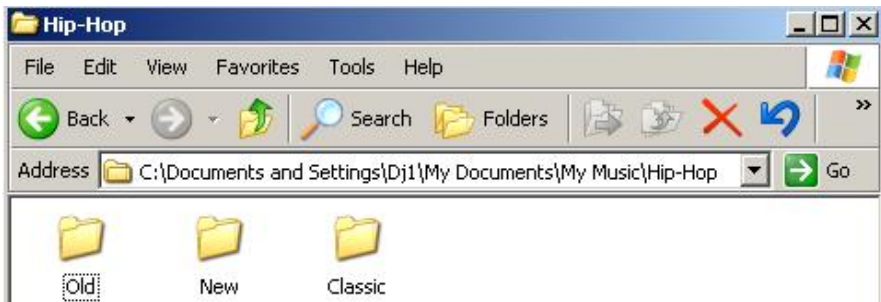 Hip-Hop
File Edit View Favorites Tools Help
Back Search Folders »
Address C:\Documents and Settings\Dj1\My Documents\My Music\Hip-Hop Go
Old New Classic